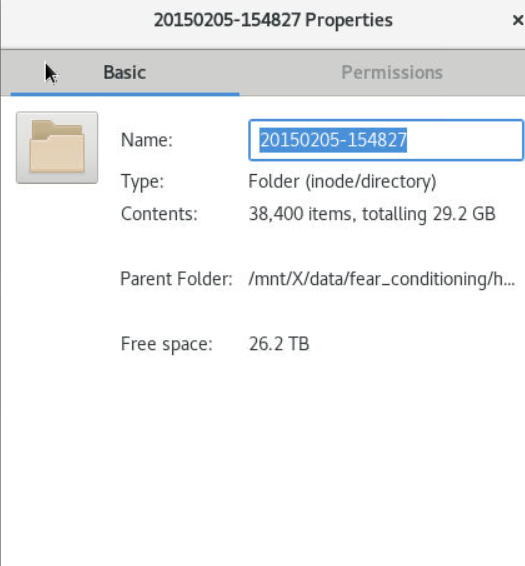 20150205-154827 Properties ×
Basic Permissions
Name: 20150205-154827
Type: Folder (inode/directory)
Contents: 38,400 items, totalling 29.2 GB
Parent Folder: /mnt/X/data/fear_conditioning/h...
Free space: 26.2 TB